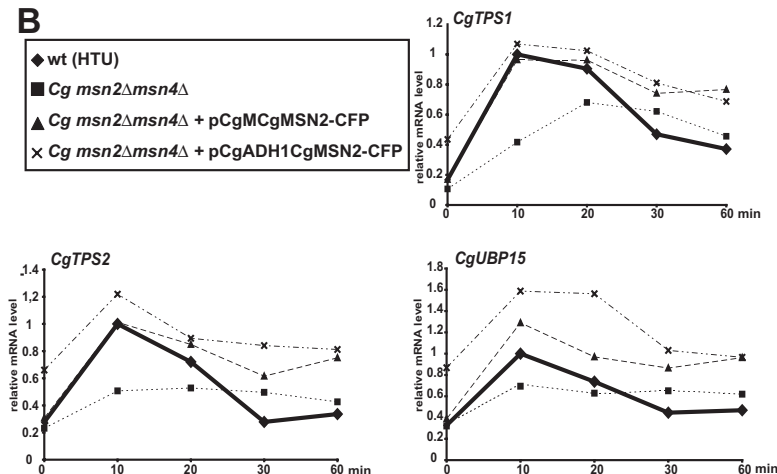 B
wt (HTU)
Cg msn2Δmsn4Δ
Cg msn2Δmsn4Δ + pCgMCgMSN2-CFP
Cg msn2Δmsn4Δ + pCgADH1CgMSN2-CFP
CgTPS1
relative mRNA level
1.2
1
0.8
0.6
0.4
0.2
0
0 10 20 30 60 min
CgTPS2
relative mRNA level
1.4
1,2
1.0
0.8
0.6
0.4
0.2
0
0 10 20 30 60 min
CgUBP15
relative mRNA level
1.8
1.6
1.4
1.2
1
0.8
0.6
0.4
0.2
0
0 10 20 30 60 min